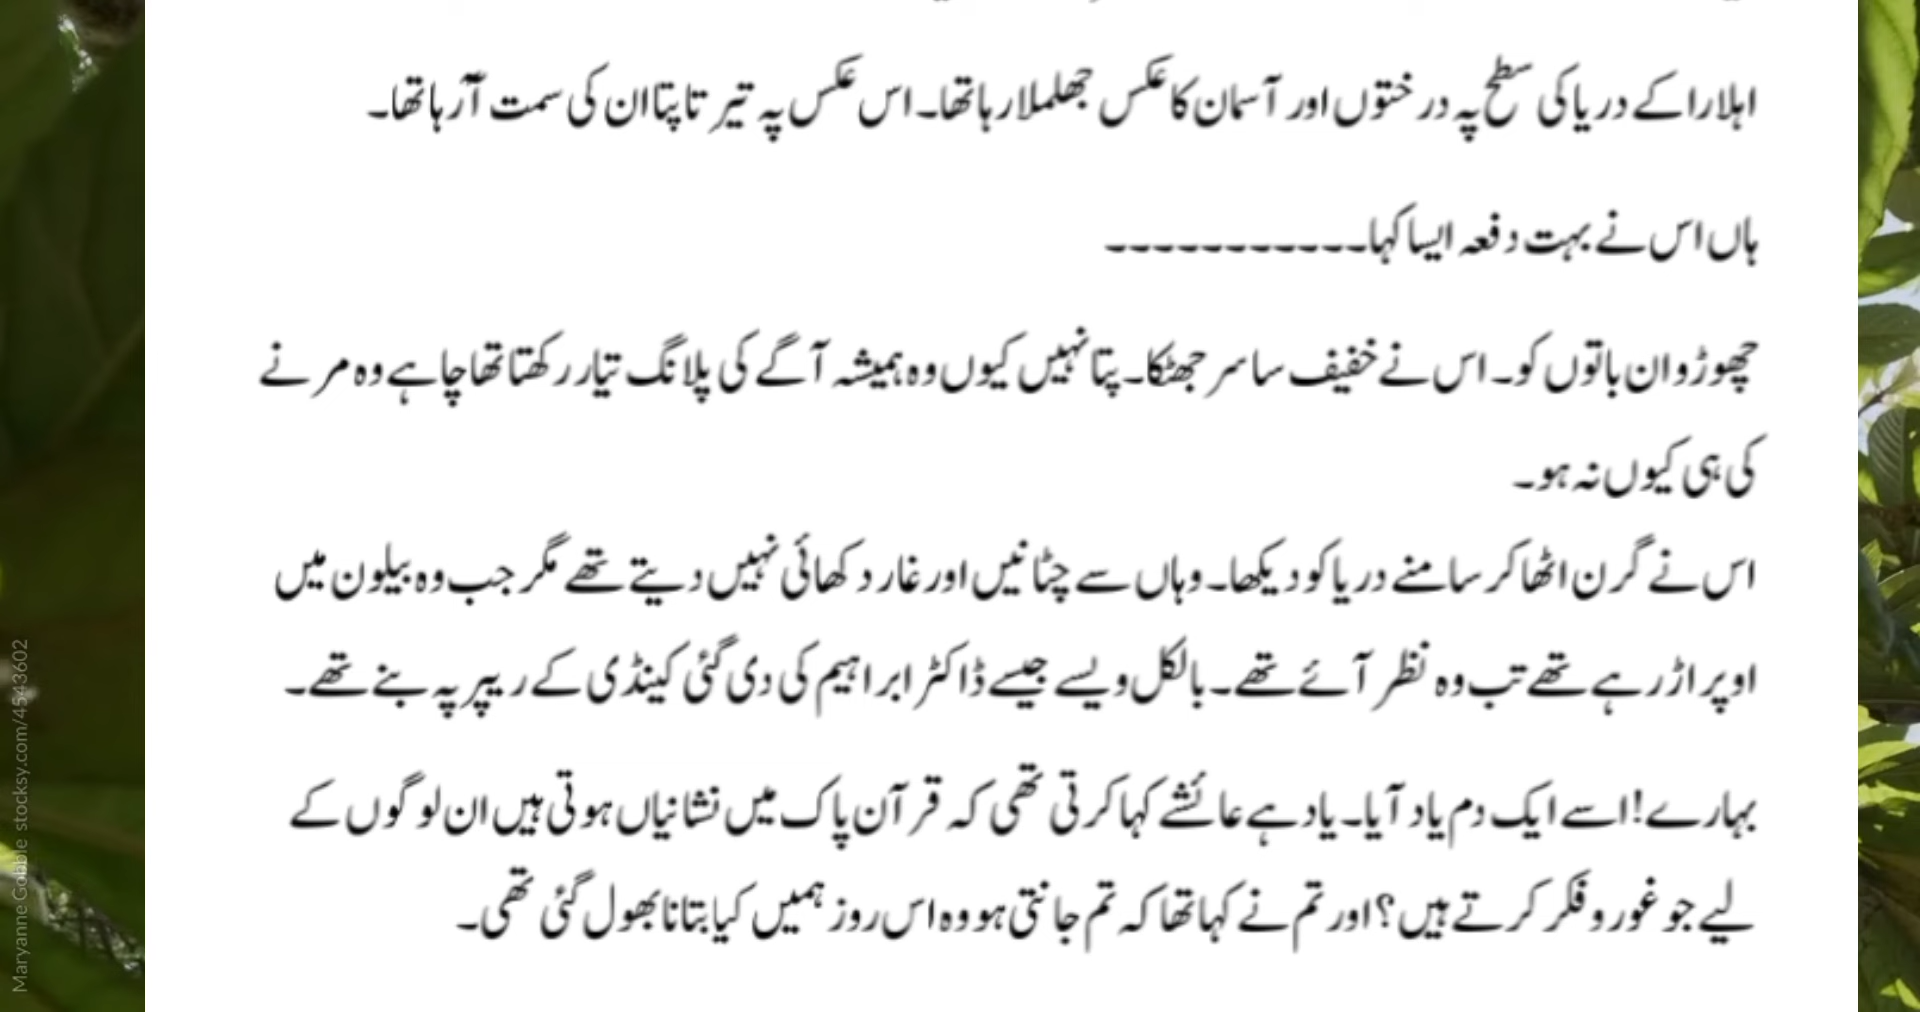 اہلارا کے دریا کی سطح پہ درختوں اور آسمان کا عکس جھلملا رہا تھا۔ اس عکس پہ تیرتا پتا ان کی سمت آ رہا تھا۔
ہاں اس نے بہت دفعہ ایسا کہا۔۔۔۔۔۔۔۔۔۔۔۔
چھوڑو ان باتوں کو۔ اس نے خفیف سا سر جھٹکا۔ پتا نہیں کیوں وہ ہمیشہ آگے کی پلانگ تیار رکھتا تھا چاہے وہ مرنے
کی ہی کیوں نہ ہو۔
اس نے گرن اٹھا کر سامنے دریا کو دیکھا۔ وہاں سے چٹانیں اور غار دکھائی نہیں دیتے تھے مگر جب وہ بیلون میں
اوپر اڑ رہے تھے تب وہ نظر آئے تھے۔ بالکل ویسے جیسے ڈاکٹر ابراہیم کی دی گئی کینڈی کے ریپر پہ بنے تھے۔
بہارے! اسے ایک دم یاد آیا۔ یاد ہے عائشے کہا کرتی تھی کہ قرآن پاک میں نشانیاں ہوتی ہیں ان لوگوں کے
لیے جو غور و فکر کرتے ہیں؟ اور تم نے کہا تھا کہ تم جانتی ہو وہ اس روز ہمیں کیا بتانا بھول گئی تھی۔
Maryanne Gobble stocksy.com/4543602